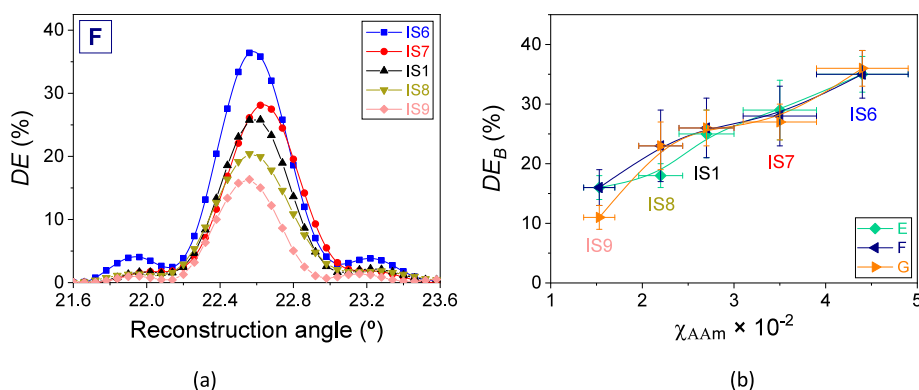 F
IS6
IS7
IS1
IS8
IS9
40
30
20
10
0
DE (%)
21.6 22.0 22.4 22.8 23.2 23.6
Reconstruction angle (º)
(a)
40
30
20
10
0
DE_B (%)
IS9
IS8
IS1
IS7
IS6
E
F
G
1 2 3 4 5
χ_AAm × 10⁻²
(b)